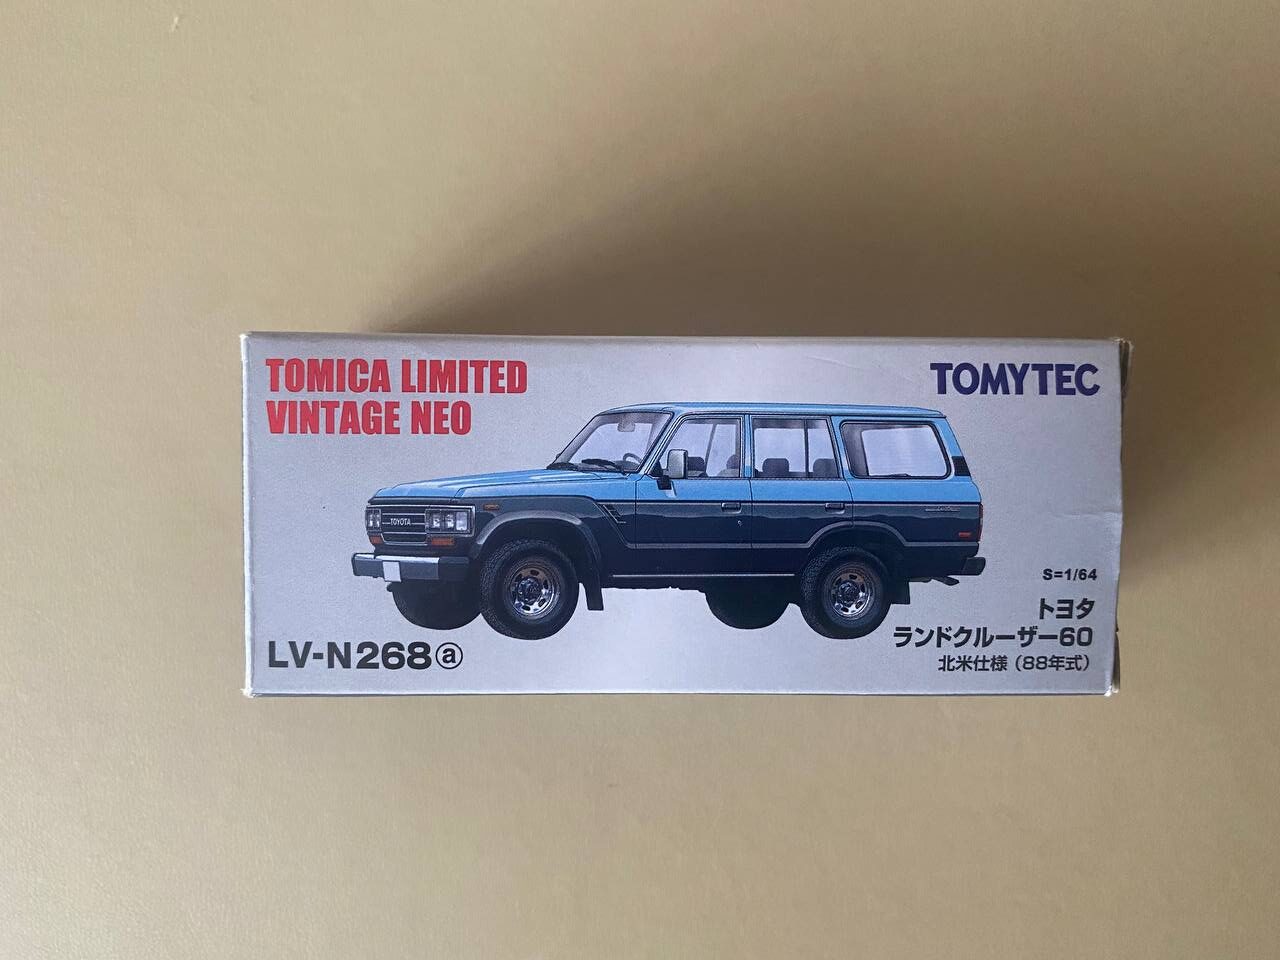 TOMICA LIMITED
VINTAGE NEO
TOMYTEC
TOYOTA
S=1/64
トヨタ
ランドクルーザー60
北米仕様（88年式）
LV-N268ⓐ